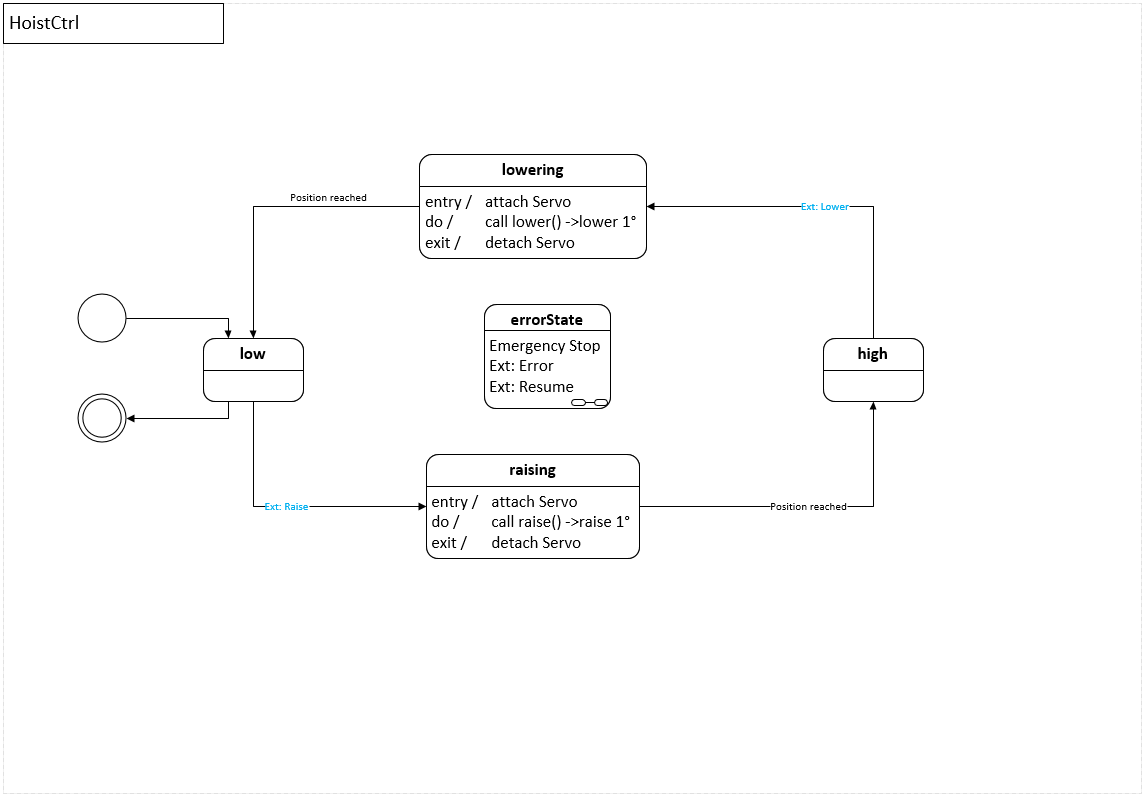 HoistCtrl
lowering
entry / attach Servo
do / call lower() ->lower 1°
exit / detach Servo
Position reached
Ext: Lower
errorState
Emergency Stop
Ext: Error
Ext: Resume
low
high
raising
entry / attach Servo
do / call raise() ->raise 1°
exit / detach Servo
Ext: Raise
Position reached